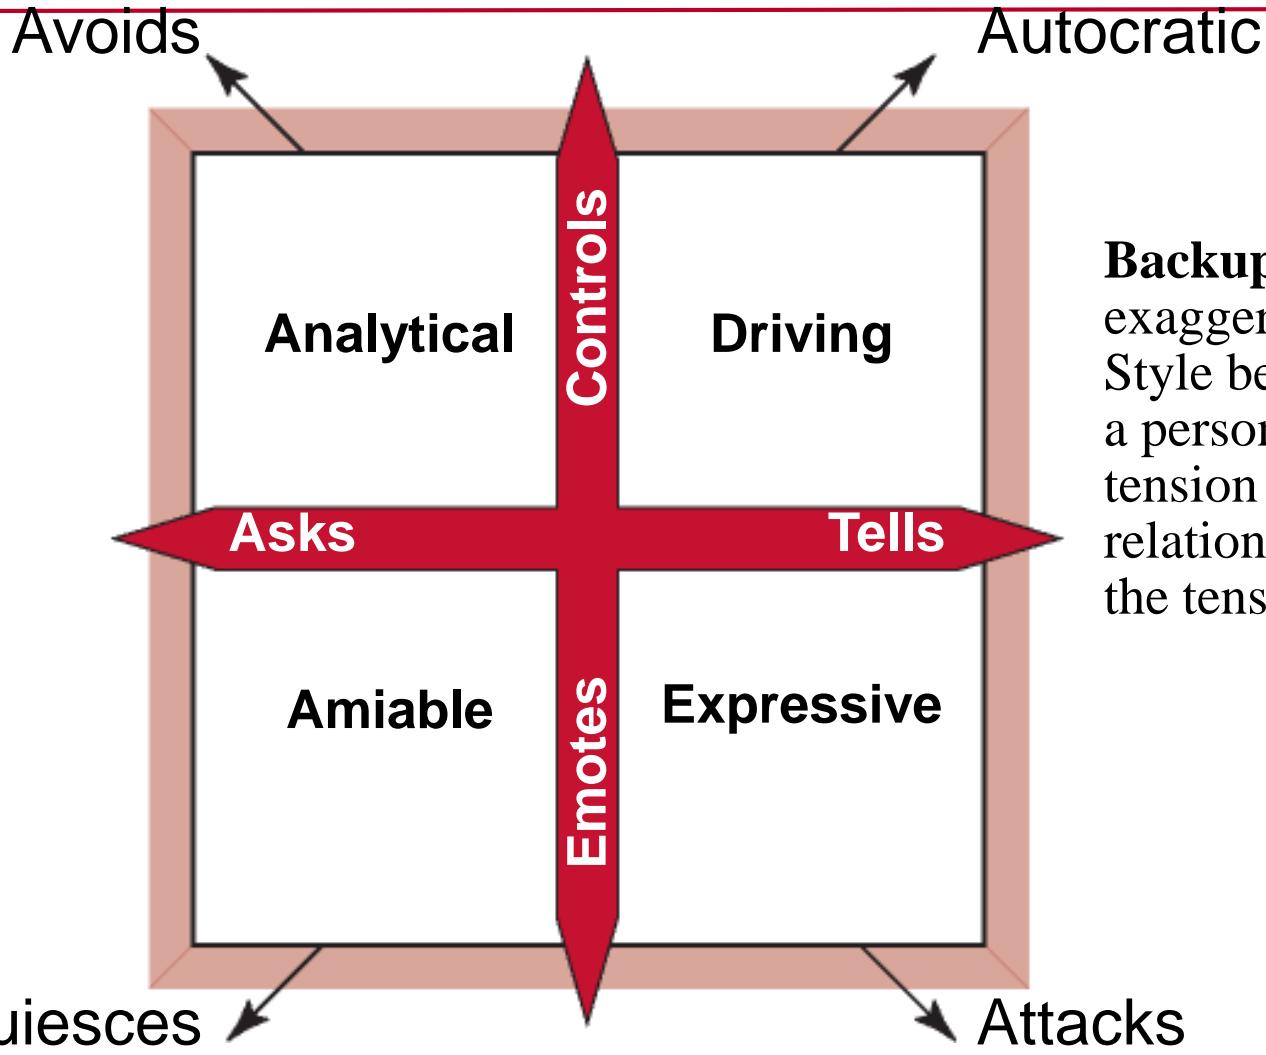 Avoids
Autocratic
Controls
Analytical
Driving
Backup
exagger
Style be
a person
tension
relation
the tens
Asks
Tells
Amiable
Expressive
Emotes
uiesces
Attacks